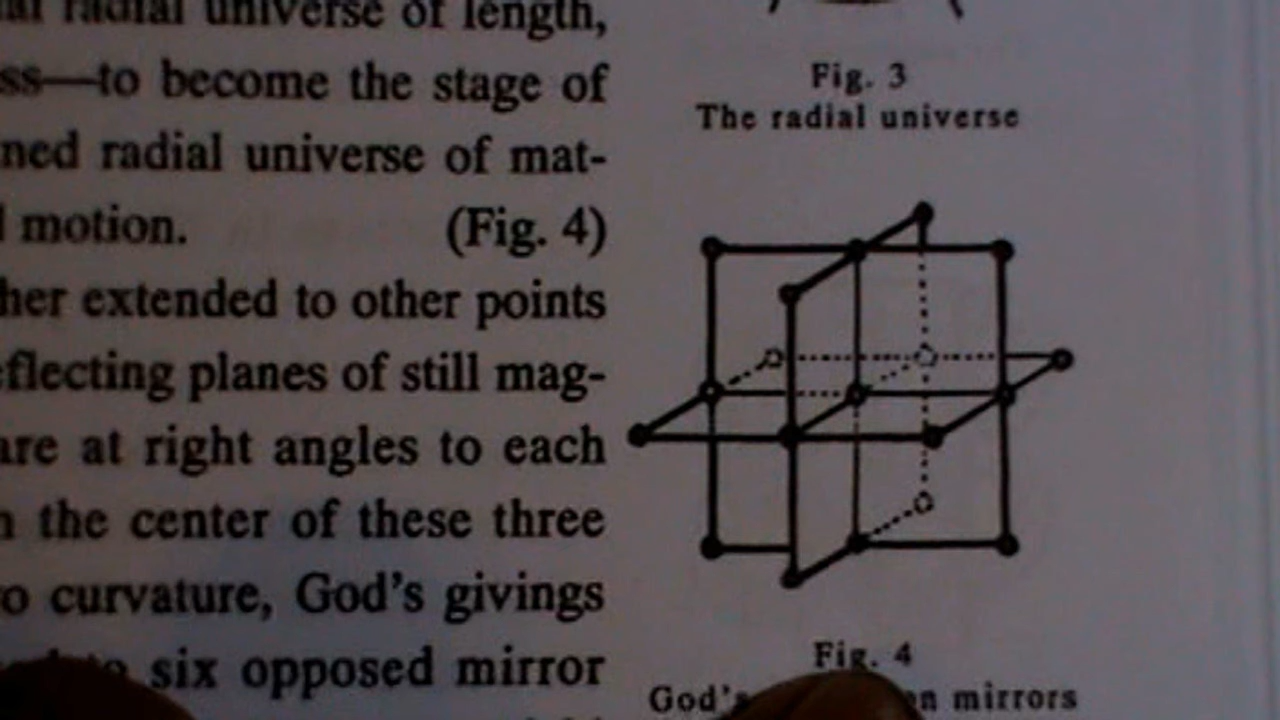 radial universe of length,
ss—to become the stage of
ned radial universe of mat-
motion. (Fig. 4)
her extended to other points
eflecting planes of still mag-
are at right angles to each
the center of these three
o curvature, God's givings
six opposed mirror
Fig. 3
The radial universe
Fig. 4
God's mirrors